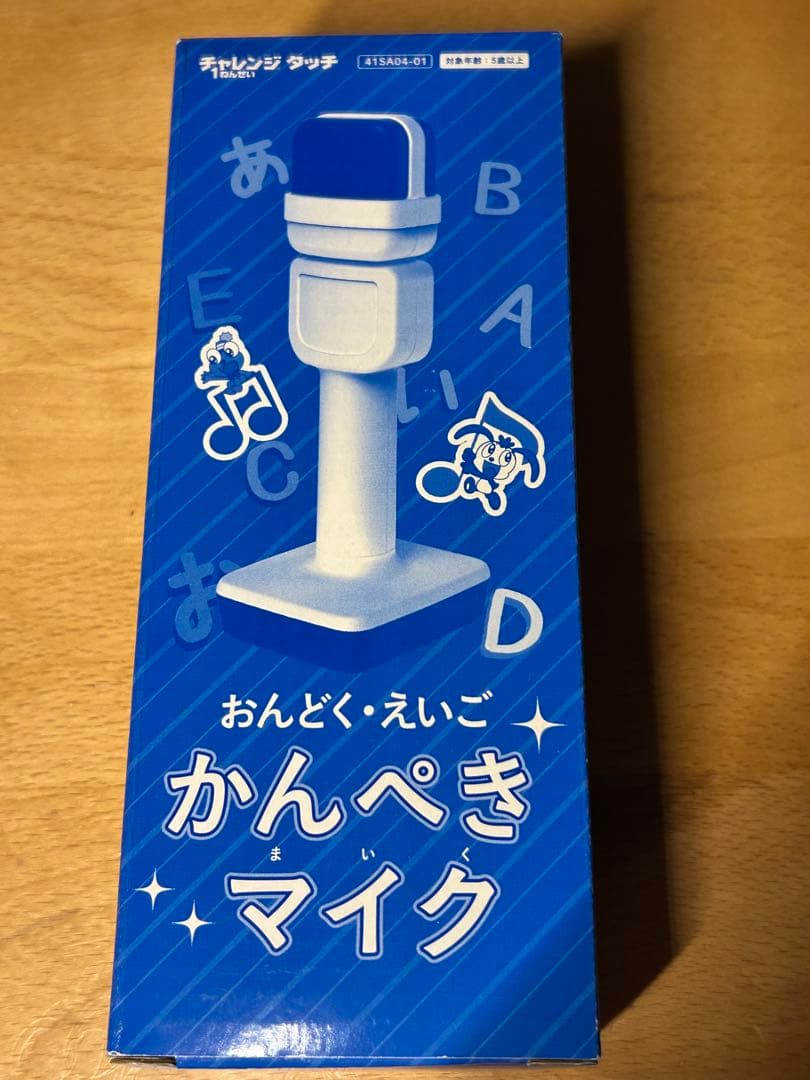 チャレンジ タッチ
1ねんせい
41SA04-01
対象年齢：5歳以上
あ
B
E
A
い
C
お
D
おんどく・えいご
かんぺき
まいく
マイク